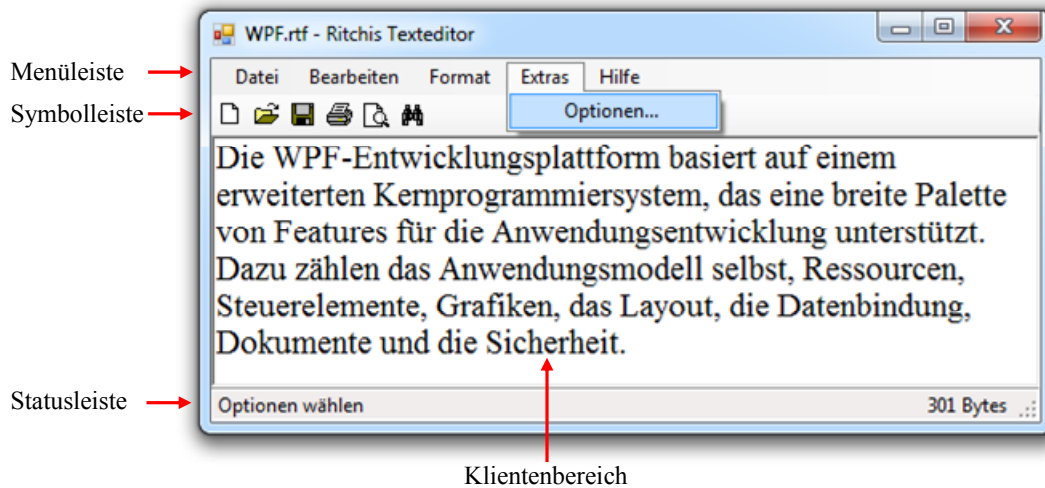 WPF.rtf - Ritchis Texteditor
Menüleiste
Datei Bearbeiten Format Extras Hilfe
Symbolleiste
Optionen...
Die WPF-Entwicklungsplattform basiert auf einem
erweiterten Kernprogrammiersystem, das eine breite Palette
von Features für die Anwendungsentwicklung unterstützt.
Dazu zählen das Anwendungsmodell selbst, Ressourcen,
Steuerelemente, Grafiken, das Layout, die Datenbindung,
Dokumente und die Sicherheit.
Statusleiste
Optionen wählen 301 Bytes
Klientenbereich